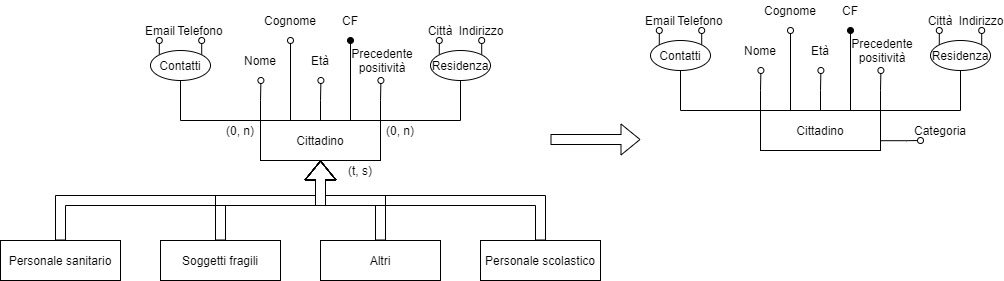 Email Telefono
Cognome
CF
Città Indirizzo
Contatti
Nome
Età
Precedente
positività
Residenza
(0, n)
Cittadino
(0, n)
(t, s)
Personale sanitario
Soggetti fragili
Altri
Personale scolastico
Email Telefono
Cognome
CF
Città Indirizzo
Contatti
Nome
Età
Precedente
positività
Residenza
Cittadino
Categoria